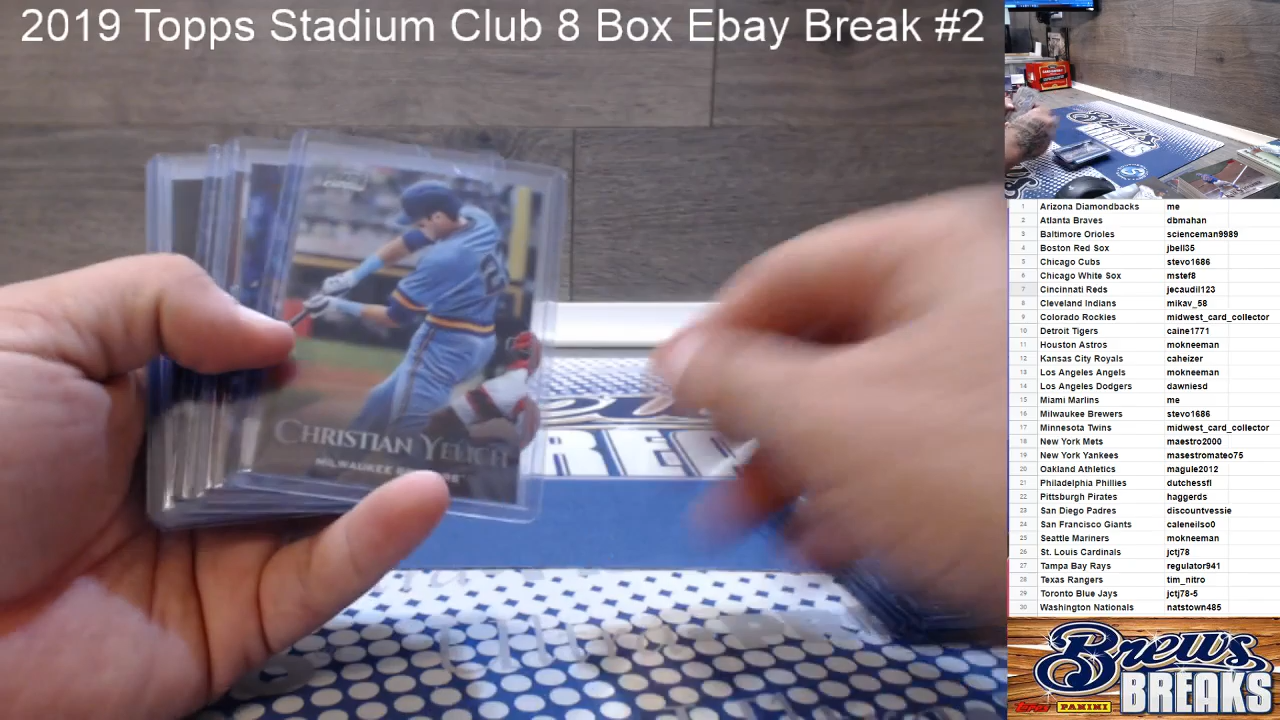 2019 Topps Stadium Club 8 Box Ebay Break #2
CHRISTIAN
BREWS
BREAKS
1 Arizona Diamondbacks me
2 Atlanta Braves dbmahan
3 Baltimore Orioles scienceman9989
4 Boston Red Sox jbell35
5 Chicago Cubs stevo1686
6 Chicago White Sox mstef8
7 Cincinnati Reds jecaudil123
8 Cleveland Indians mikav_58
9 Colorado Rockies midwest_card_collector
10 Detroit Tigers caine1771
11 Houston Astros mokneeman
12 Kansas City Royals caheizer
13 Los Angeles Angels mokneeman
14 Los Angeles Dodgers dawniesd
15 Miami Marlins me
16 Milwaukee Brewers stevo1686
17 Minnesota Twins midwest_card_collector
18 New York Mets maestro2000
19 New York Yankees masestromateo75
20 Oakland Athletics magule2012
21 Philadelphia Phillies dutchessfl
22 Pittsburgh Pirates haggerds
23 San Diego Padres discountvessie
24 San Francisco Giants caleneilso0
25 Seattle Mariners mokneeman
26 St. Louis Cardinals jctj78
27 Tampa Bay Rays regulator941
28 Texas Rangers tim_nitro
29 Toronto Blue Jays jctj78-5
30 Washington Nationals natstown485
Brews
BREAKS
Topps PANINI